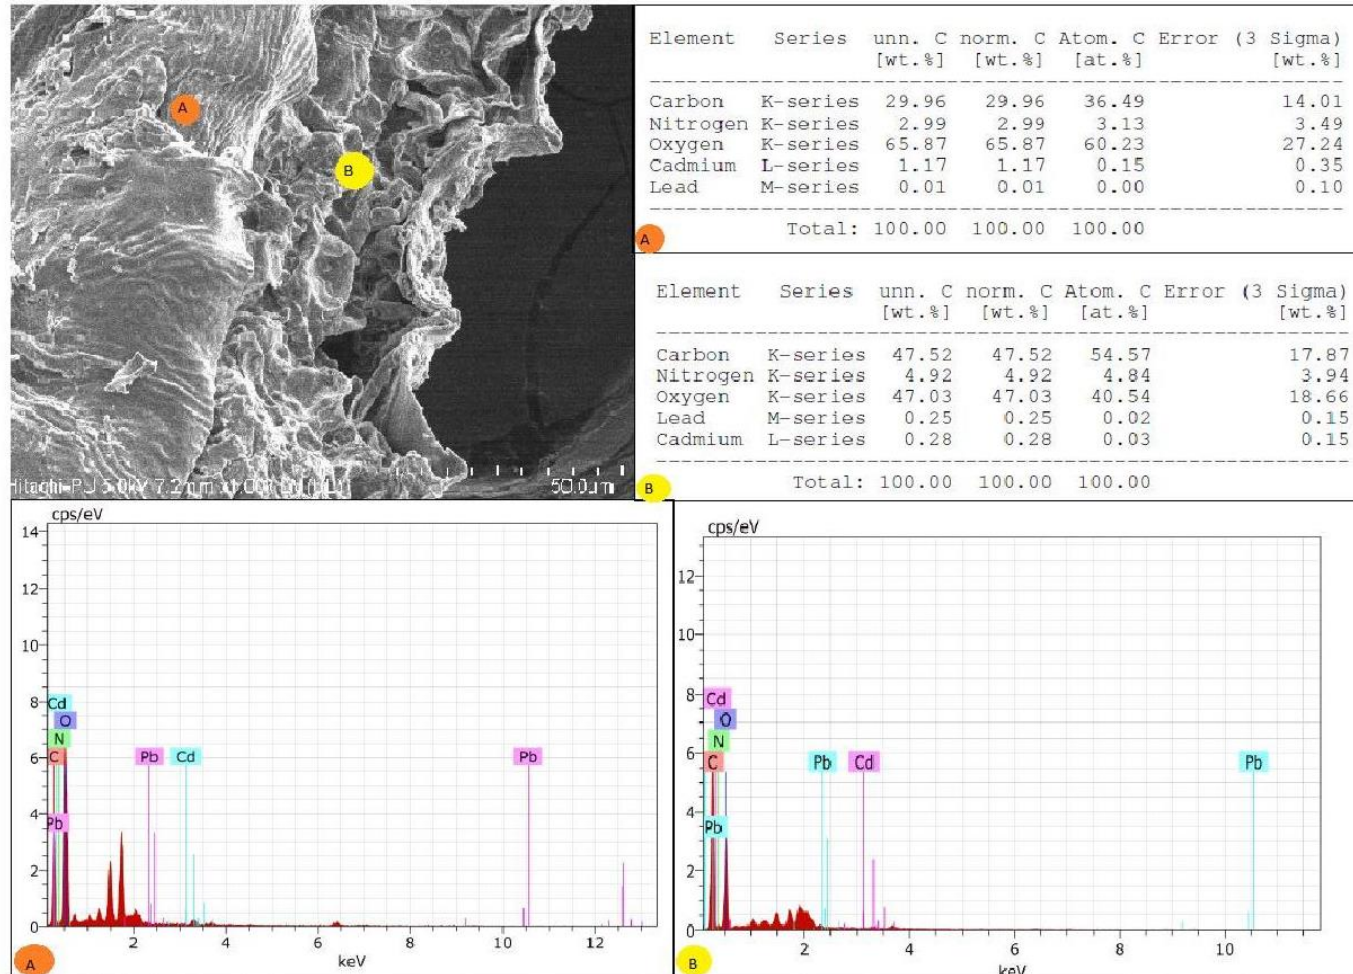 A
B
Hitachi-PU 5.0kV 7.2mm x1.00k
50.0um
Element Series unn. C norm. C Atom. C Error (3 Sigma)
[wt.%] [wt.%] [at.%] [wt.%]
Carbon K-series 29.96 29.96 36.49 14.01
Nitrogen K-series 2.99 2.99 3.13 3.49
Oxygen K-series 65.87 65.87 60.23 27.24
Cadmium L-series 1.17 1.17 0.15 0.35
Lead M-series 0.01 0.01 0.00 0.10
Total: 100.00 100.00 100.00
A
Element Series unn. C norm. C Atom. C Error (3 Sigma)
[wt.%] [wt.%] [at.%] [wt.%]
Carbon K-series 47.52 47.52 54.57 17.87
Nitrogen K-series 4.92 4.92 4.84 3.94
Oxygen K-series 47.03 47.03 40.54 18.66
Lead M-series 0.25 0.25 0.02 0.15
Cadmium L-series 0.28 0.28 0.03 0.15
Total: 100.00 100.00 100.00
B
cps/eV
14
12
10
8
Cd
O
N
6
C Pb Cd Pb
4
Pb
2
0
2 4 6 8 10 12
keV
A
cps/eV
12
10
8
Cd
O
N
6
C Pb Cd Pb
4
Pb
2
0
2 4 6 8 10
keV
B